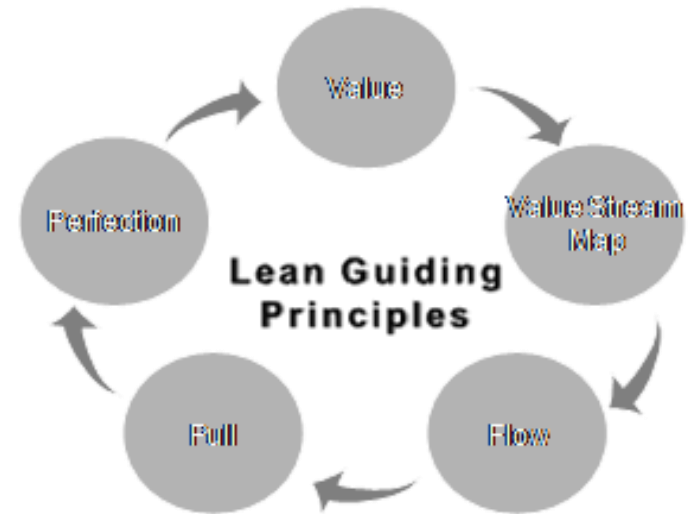 Value
Value Stream
Map
Lean Guiding
Principles
Perfection
Pull
Flow